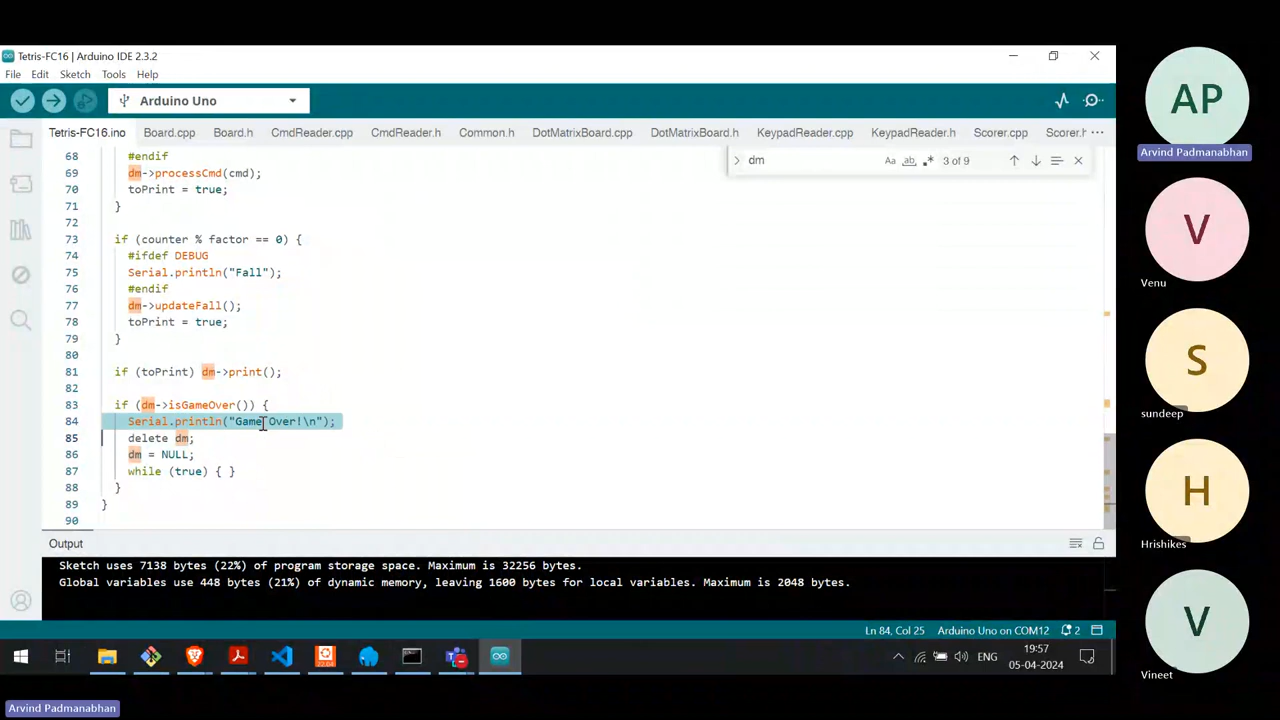 Tetris-FC16 | Arduino IDE 2.3.2
File Edit Sketch Tools Help
Arduino Uno
Tetris-FC16.ino Board.cpp Board.h CmdReader.cpp CmdReader.h Common.h DotMatrixBoard.cpp DotMatrixBoard.h KeypadReader.cpp KeypadReader.h Scorer.cpp Scorer.h
dm Aa ab 3 of 9
68 #endif
69 dm->processCmd(cmd);
70 toPrint = true;
71 }
72
73 if (counter % factor == 0) {
74 #ifdef DEBUG
75 Serial.println("Fall");
76 #endif
77 dm->updateFall();
78 toPrint = true;
79 }
80
81 if (toPrint) dm->print();
82
83 if (dm->isGameOver()) {
84 Serial.println("Game Over!\n");
85 delete dm;
86 dm = NULL;
87 while (true) { }
88 }
89 }
90
Output
Sketch uses 7138 bytes (22%) of program storage space. Maximum is 32256 bytes.
Global variables use 448 bytes (21%) of dynamic memory, leaving 1600 bytes for local variables. Maximum is 2048 bytes.
Ln 84, Col 25 Arduino Uno on COM12 2
ENG
19:57
05-04-2024
AP
Arvind Padmanabhan
V
Venu
S
sundeep
H
Hrishikes
V
Vineet
Arvind Padmanabhan